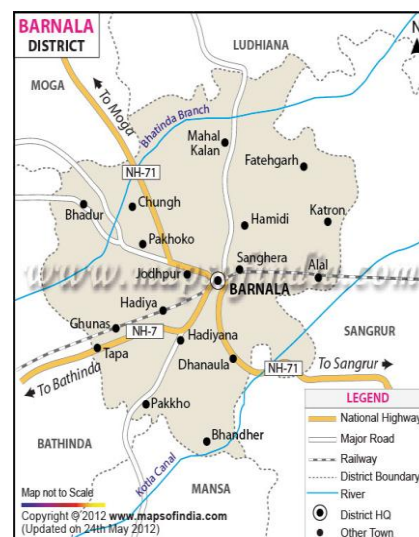 BARNALA
DISTRICT
N
LUDHIANA
MOGA
To Moga
Bhatinda Branch
Mahal
Kalan
Fatehgarh
NH-71
Chungh
Bhadur
Hamidi
Katron
Pakhoko
Sanghera
Jodhpur
Alal
www.mapsofindia.com
BARNALA
Hadiya
Ghunas
NH-7
Hadiyana
SANGRUR
Tapa
Dhanaula
NH-71
To Sangrur
To Bathinda
LEGEND
National Highway
Major Road
Railway
District Boundary
River
District HQ
Other Town
Pakkho
BATHINDA
Bhandher
Kotla Canal
MANSA
Map not to Scale
Copyright © 2012 www.mapsofindia.com
(Updated on 24th May 2012)